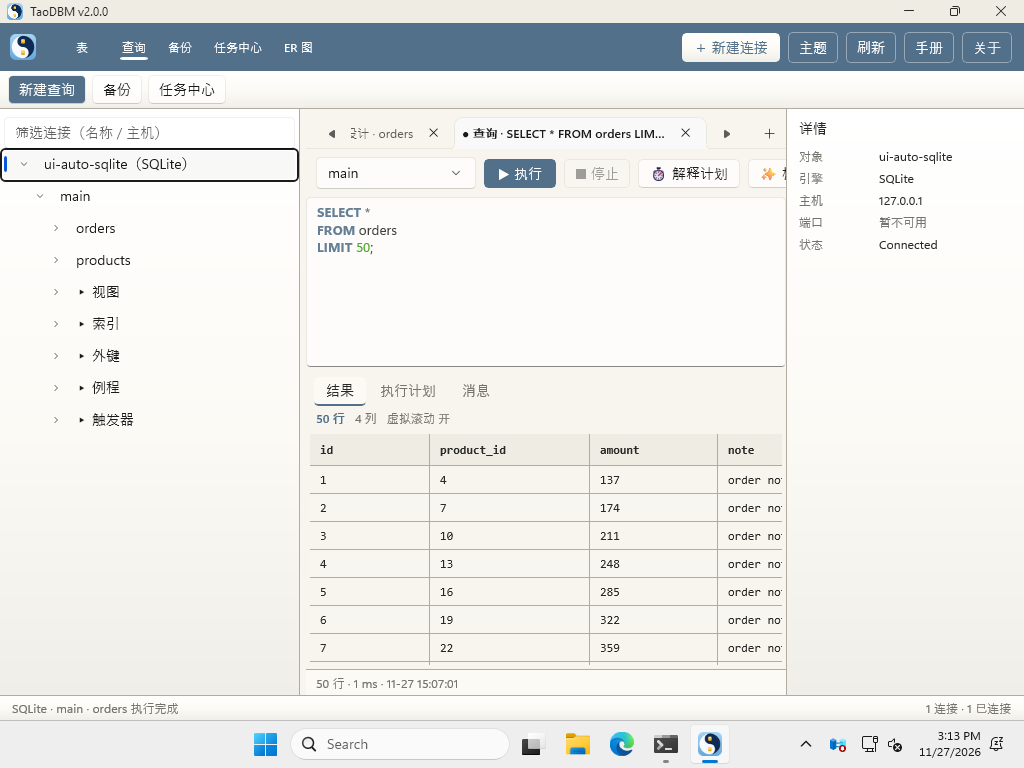 TaoDBM v2.0.0
表 查询 备份 任务中心 ER 图 + 新建连接 主题 刷新 手册 关于
新建查询 备份 任务中心
筛选连接（名称 / 主机）
ui-auto-sqlite（SQLite）
main
orders
products
视图
索引
外键
例程
触发器
设计 · orders
● 查询 · SELECT * FROM orders LIM...
main 执行 停止 解释计划
SELECT *
FROM orders
LIMIT 50;
结果 执行计划 消息
50 行 4 列 虚拟滚动 开
id product_id amount note
1 4 137 order
2 7 174 order
3 10 211 order
4 13 248 order
5 16 285 order
6 19 322 order
7 22 359 order
50 行 · 1 ms · 11-27 15:07:01
详情
对象 ui-auto-sqlite
引擎 SQLite
主机 127.0.0.1
端口 暂不可用
状态 Connected
SQLite · main · orders 执行完成
1 连接 · 1 已连接
Search
3:13 PM
11/27/2026